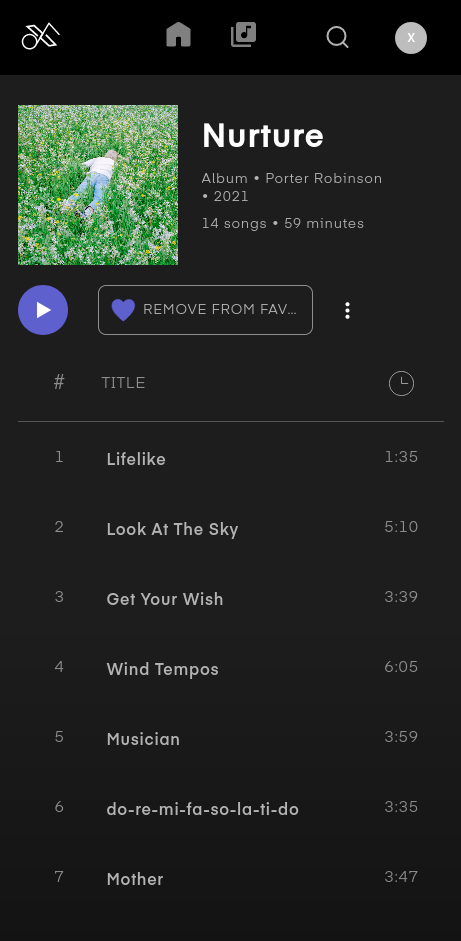 X
Nurture
Album • Porter Robinson
• 2021
14 songs • 59 minutes
REMOVE FROM FAV...
# TITLE
1 Lifelike 1:35
2 Look At The Sky 5:10
3 Get Your Wish 3:39
4 Wind Tempos 6:05
5 Musician 3:59
6 do-re-mi-fa-so-la-ti-do 3:35
7 Mother 3:47